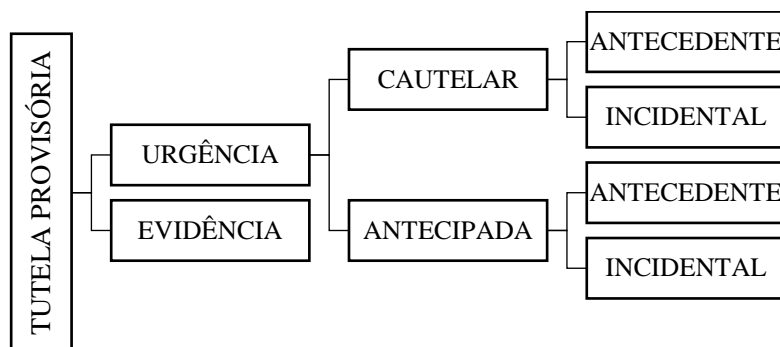 TUTELA PROVISÓRIA
URGÊNCIA
CAUTELAR
ANTECEDENTE
INCIDENTAL
ANTECIPADA
ANTECEDENTE
INCIDENTAL
EVIDÊNCIA